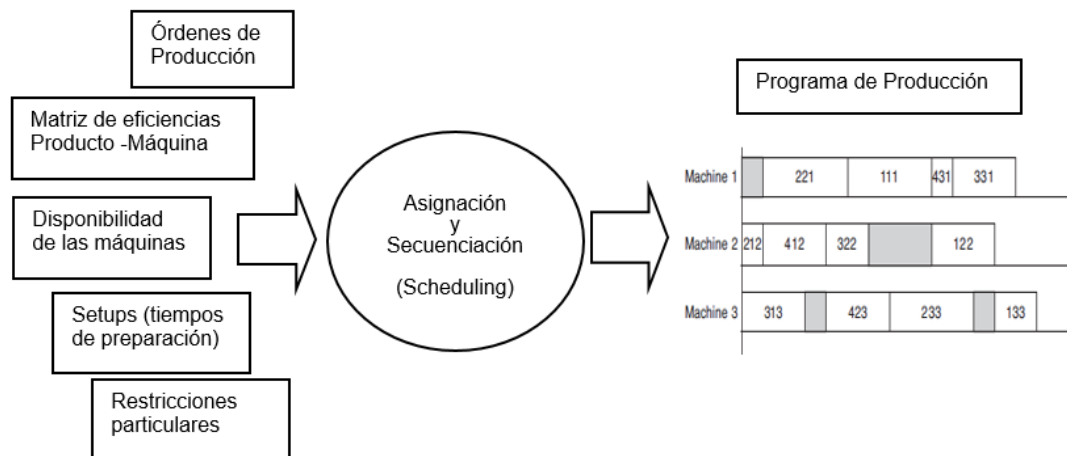 Órdenes de
Producción
Matriz de eficiencias
Producto -Máquina
Disponibilidad
de las máquinas
Setups (tiempos
de preparación)
Restricciones
particulares
Asignación
y
Secuenciación
(Scheduling)
Programa de Producción
Machine 1 221 111 431 331
Machine 2 212 412 322 122
Machine 3 313 423 233 133